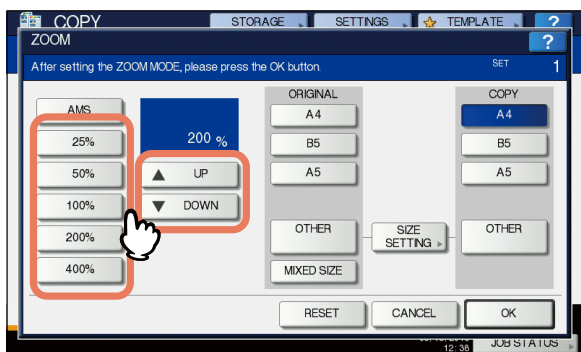 COPY STORAGE SETTINGS TEMPLATE ?
ZOOM ?
After setting the ZOOM MODE, please press the OK button. SET 1
ORIGINAL COPY
AMS A4 A4
25% 200 % B5 B5
50% ▲ UP A5 A5
100% ▼ DOWN
200% OTHER SIZE SETTING OTHER
400% MIXED SIZE
RESET CANCEL OK
12:38 JOB STATUS